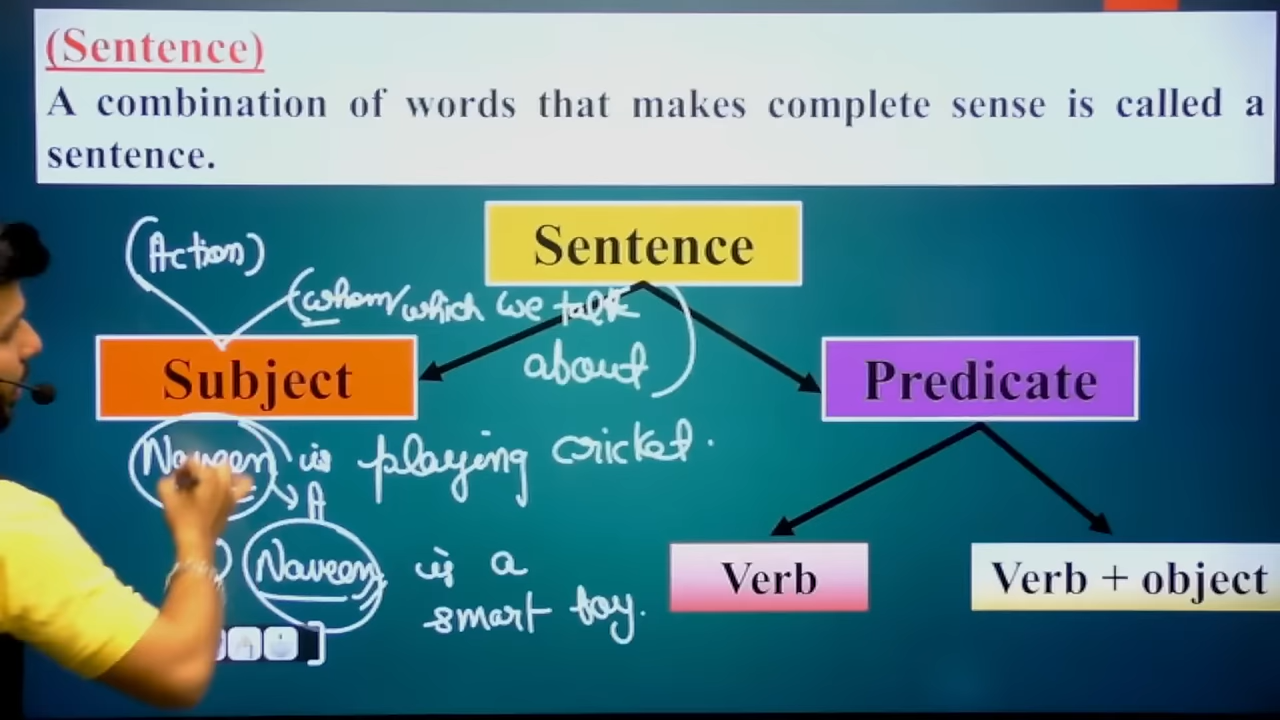 (Sentence)
A combination of words that makes complete sense is called a
sentence.
Sentence
(Action)
(whom/which we talk
about)
Subject
Predicate
Naveen is playing cricket.
A
Naveen is a
smart boy.
Verb
Verb + object